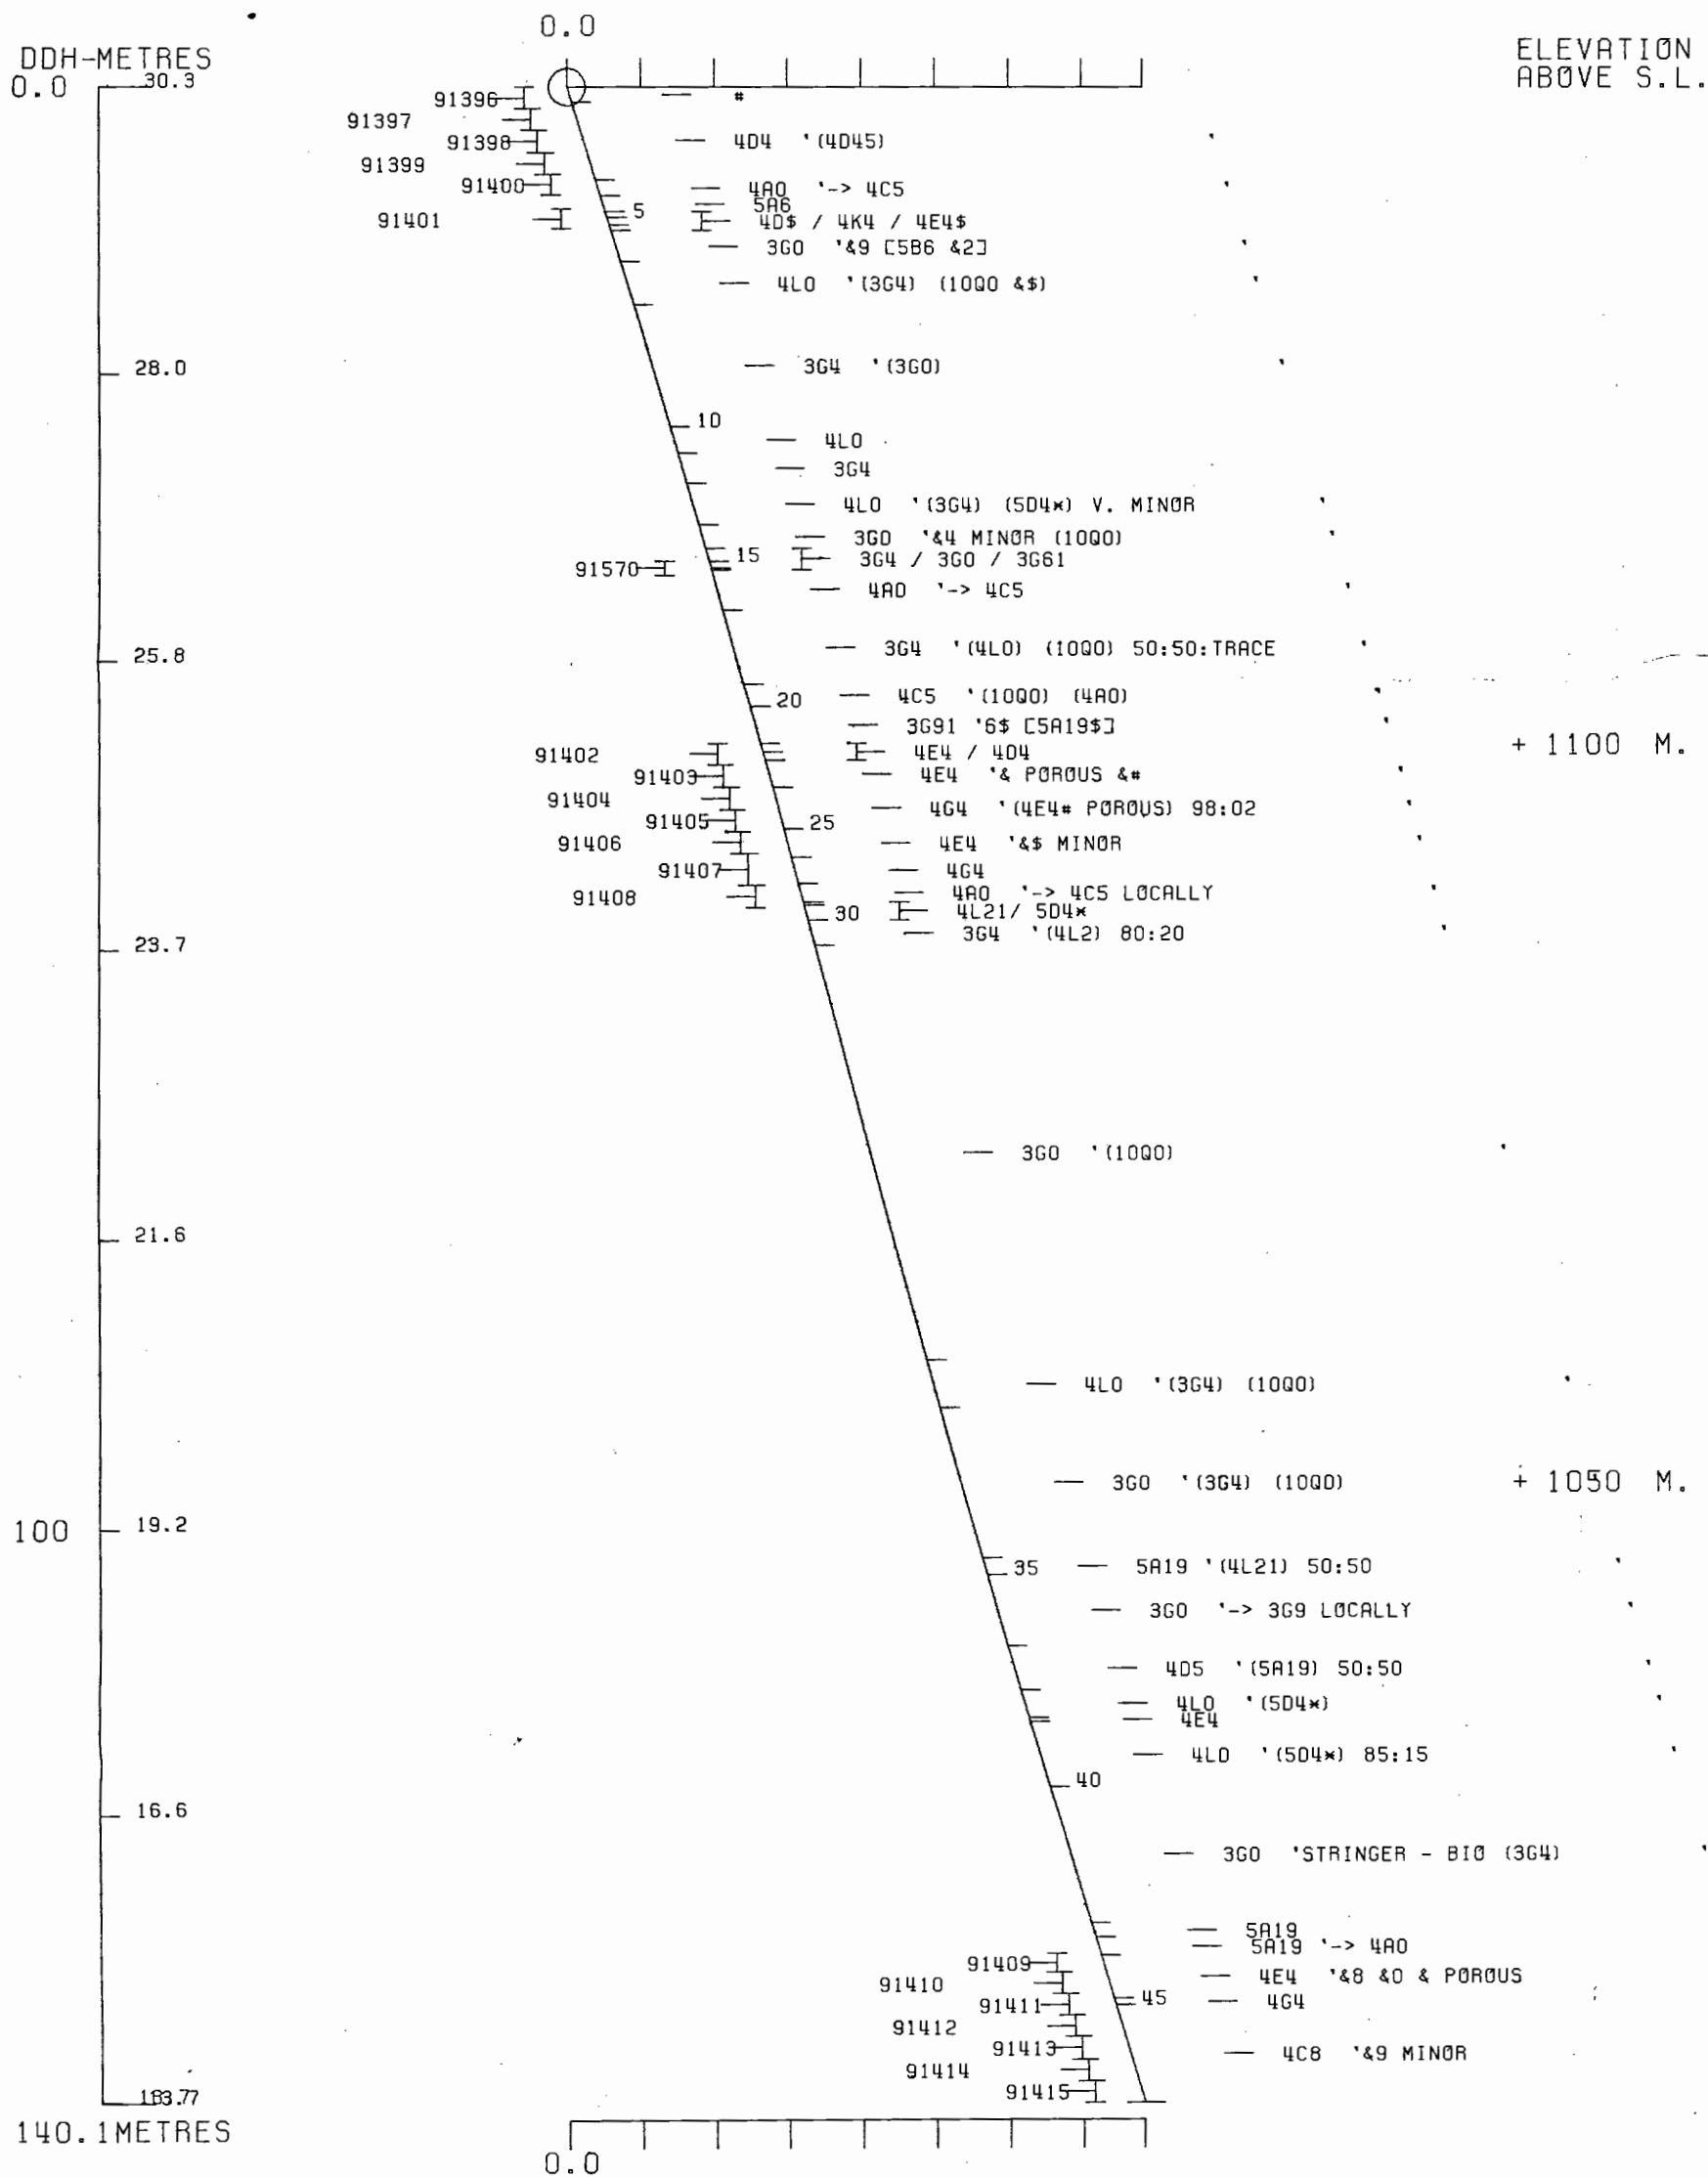 0.0
DDH-METRES
ELEVATION
ABOVE S.L.
0.0 30.3
91396 #
91397
91398 4D4 '(4D45)
91399
91400 4A0 '-> 4C5
5A6
91401 5 4D$ / 4K4 / 4E4$
3G0 '&9 [5B6 &2]
4L0 '(3G4) (10Q0 &$)
28.0 3G4 '(3G0)
10
4L0
3G4
4L0 '(3G4) (5D4*) V. MINOR
3G0 '&4 MINOR (10Q0)
15 3G4 / 3G0 / 3G61
91570
4A0 '-> 4C5
25.8 3G4 '(4L0) (10Q0) 50:50:TRACE
20 4C5 '(10Q0) (4A0)
3G91 '6$ [5A19$]
91402 4E4 / 4D4 + 1100 M.
91403 4E4 '& POROUS &#
91404 4G4 '(4E4# POROUS) 98:02
91405 25
91406 4E4 '&$ MINOR
91407 4G4
91408 4A0 '-> 4C5 LOCALLY
30 4L21/ 5D4*
3G4 '(4L2) 80:20
23.7
3G0 '(10Q0)
21.6
4L0 '(3G4) (10Q0)
3G0 '(3G4) (10Q0) + 1050 M.
100 19.2
35 5A19 '(4L21) 50:50
3G0 '-> 3G9 LOCALLY
4D5 '(5A19) 50:50
4L0 '(5D4*)
4E4
4L0 '(5D4*) 85:15
40
16.6
3G0 'STRINGER - BIO (3G4)
5A19
5A19 '-> 4A0
91409
91410 4E4 '&8 &0 & POROUS
91411 45 4G4
91412
91413 4C8 '&9 MINOR
91414
91415
140.1METRES
0.0